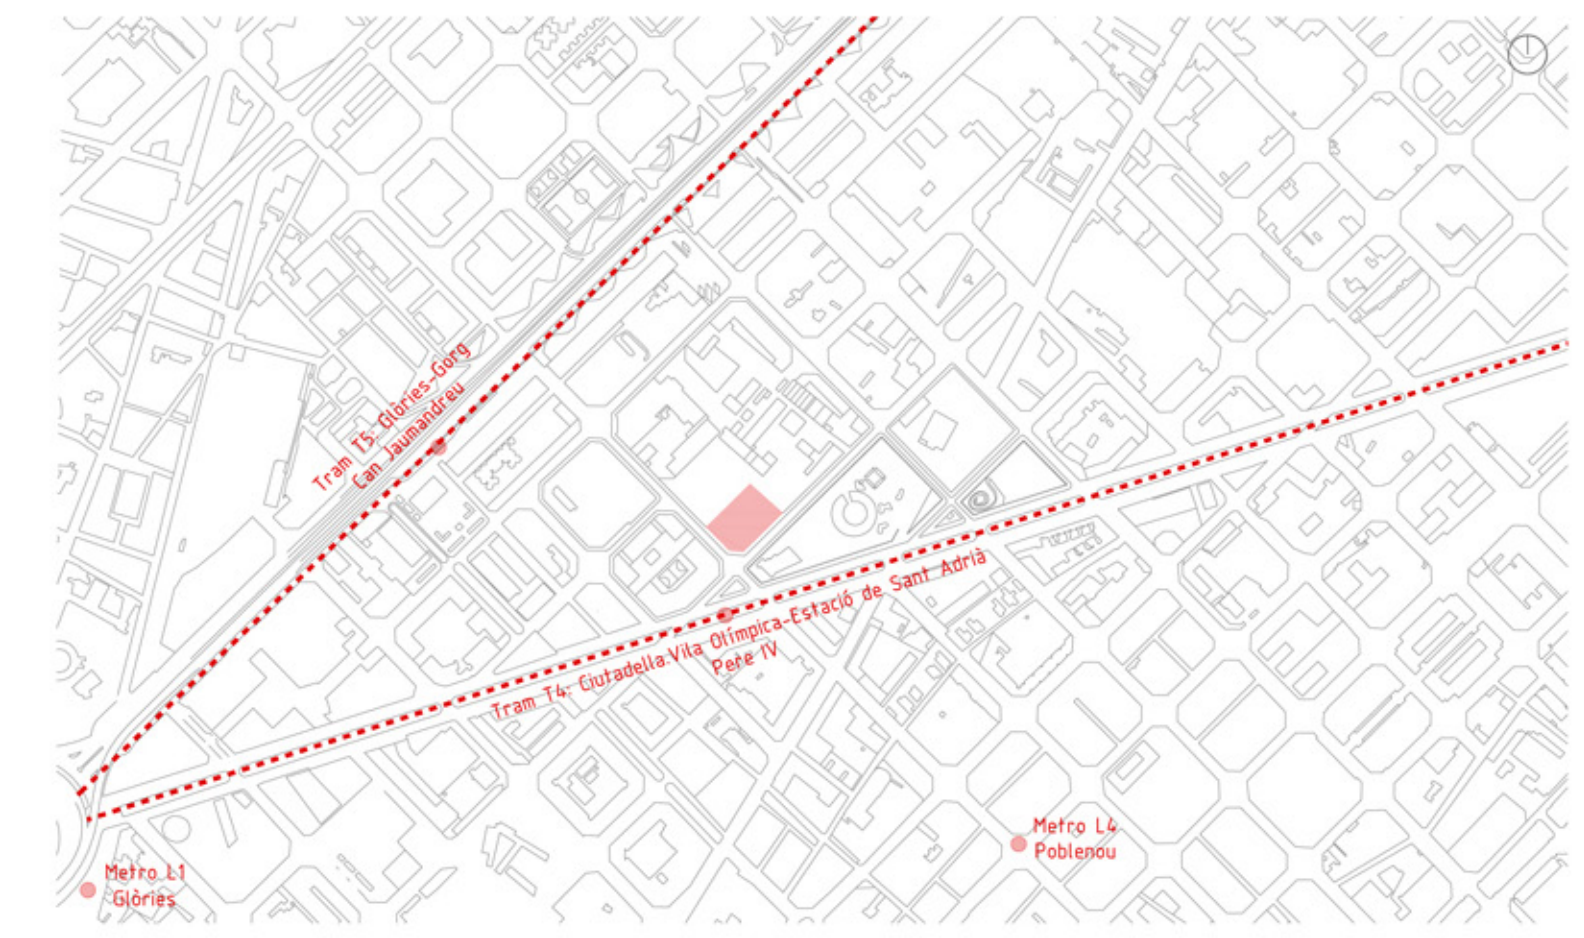 Tram T5: Glòries-Gorg
Can Jaumandreu
Tram T4: Ciutadella.Vila Olímpica-Estació de Sant Adrià
Pere IV
Metro L4
Poblenou
Metro L1
Glòries